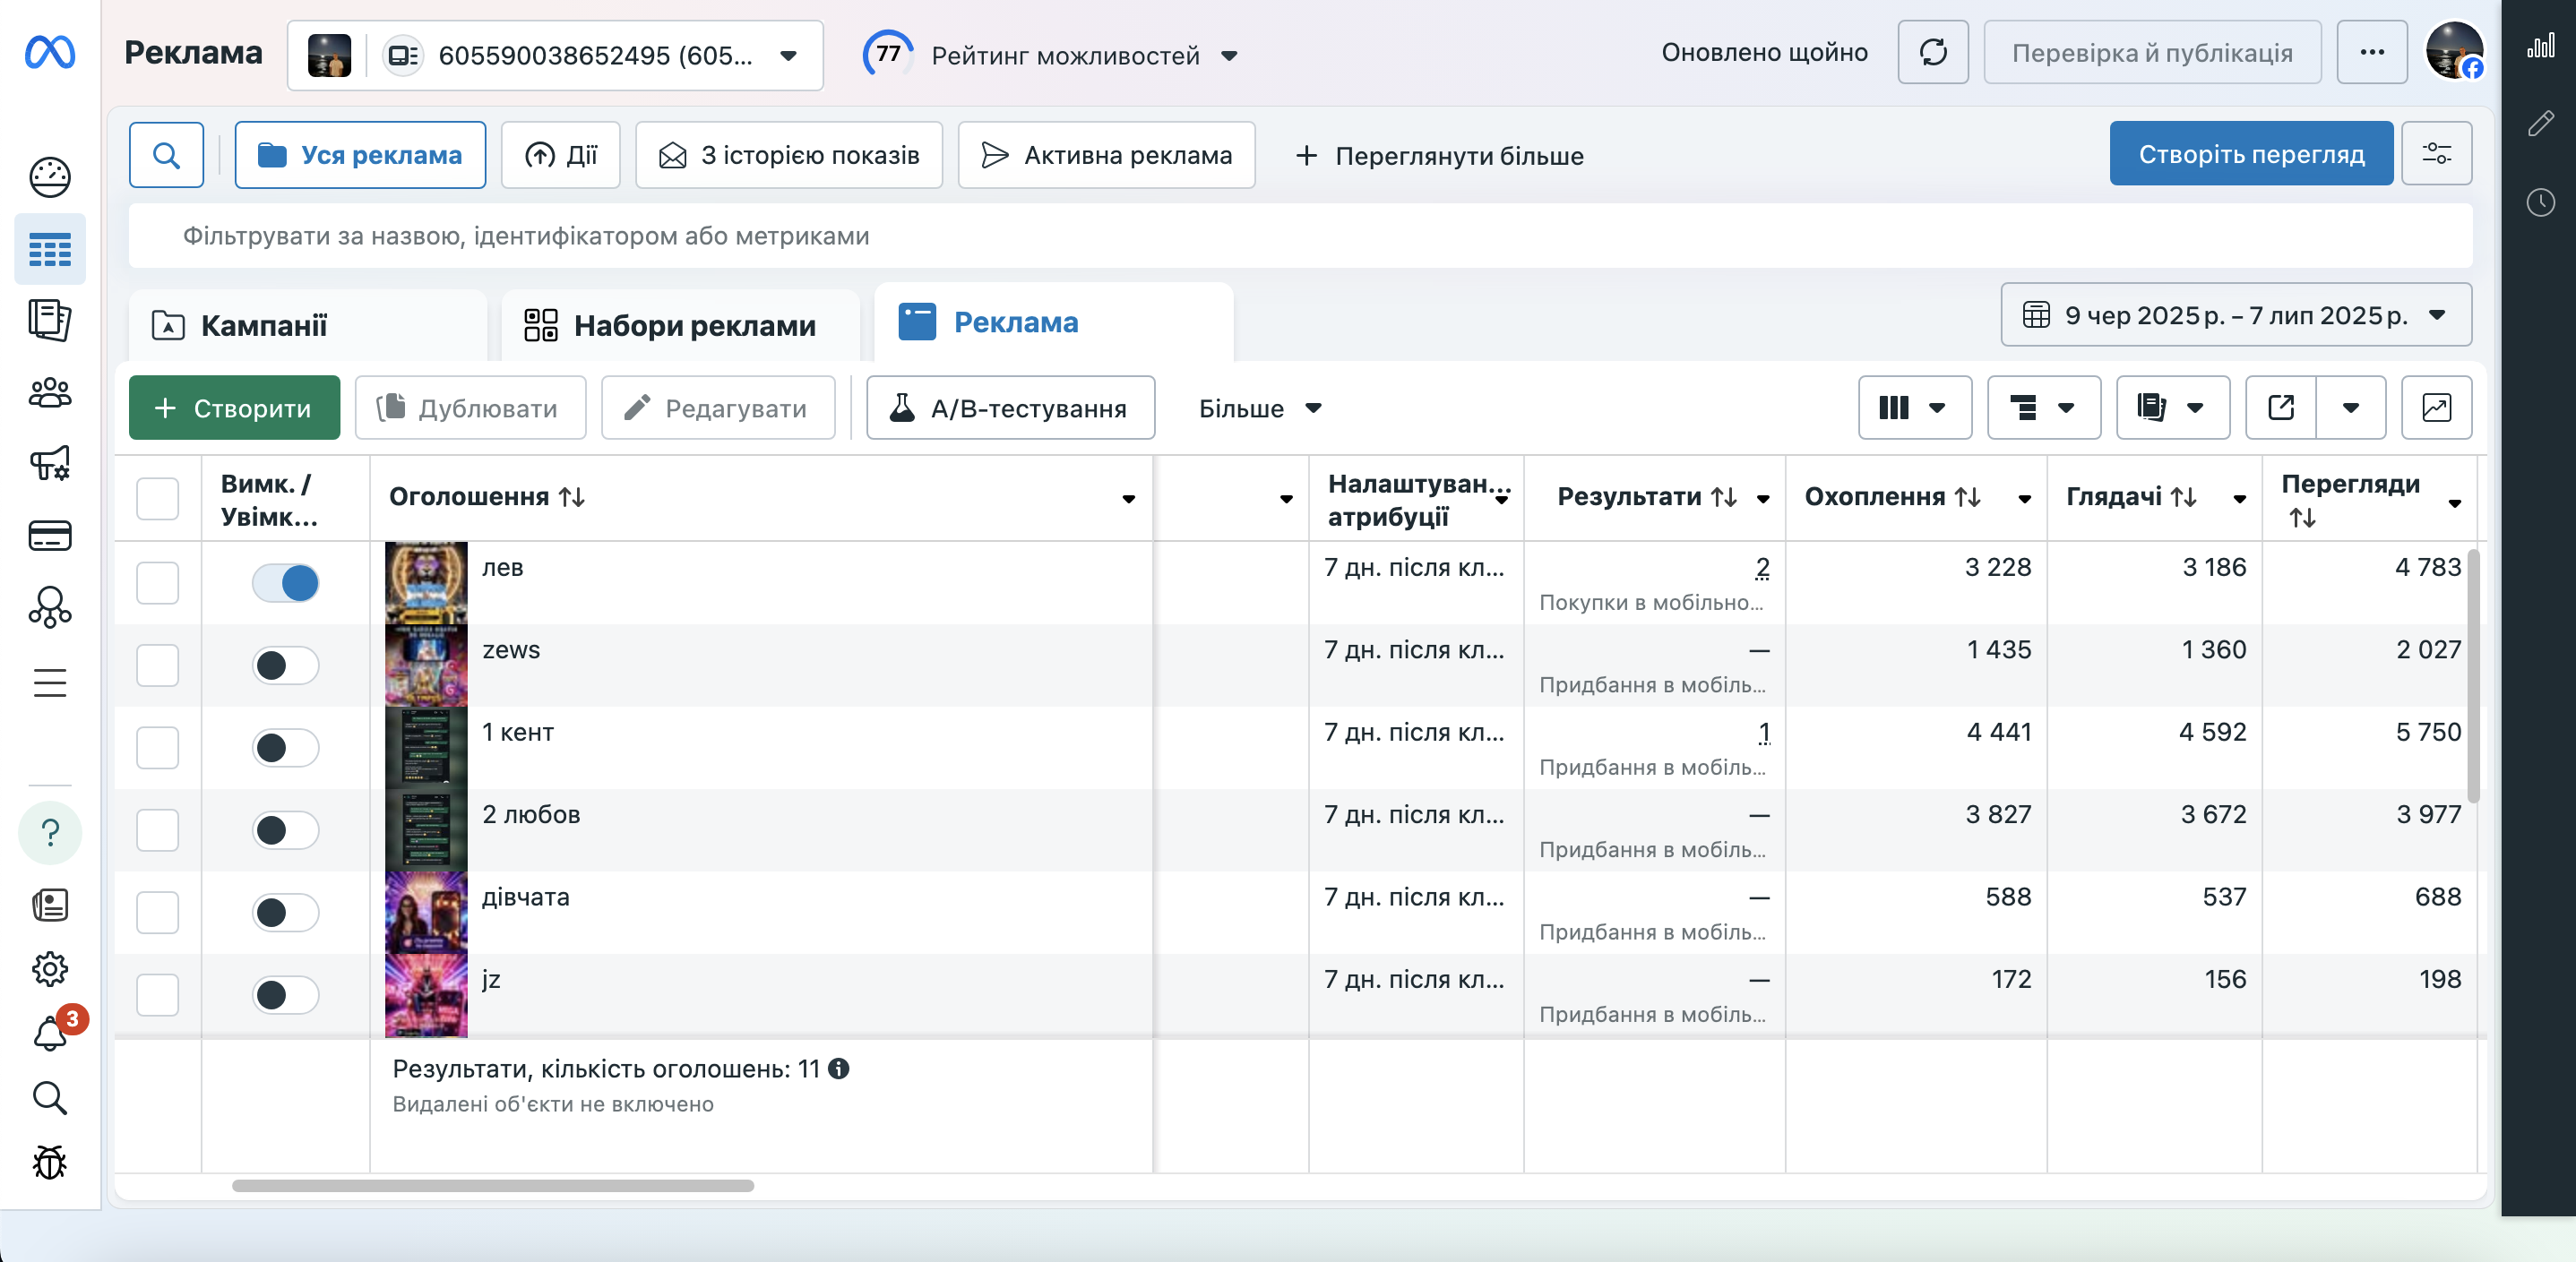 Реклама
605590038652495 (605...
77
Рейтинг можливостей
Оновлено щойно
Перевірка й публікація
Уся реклама
Дії
З історією показів
Активна реклама
+ Переглянути більше
Створіть перегляд
Фільтрувати за назвою, ідентифікатором або метриками
Кампанії
Набори реклами
Реклама
9 чер 2025 р. – 7 лип 2025 р.
+ Створити
Дублювати
Редагувати
A/B-тестування
Більше
Вимк. / Увімк...
Оголошення
Налаштуван... атрибуції
Результати
Охоплення
Глядачі
Перегляди
лев
7 дн. після кл...
2
3 228
3 186
4 783
Покупки в мобільно...
zews
7 дн. після кл...
—
1 435
1 360
2 027
Придбання в мобіль...
1 кент
7 дн. після кл...
1
4 441
4 592
5 750
Придбання в мобіль...
2 любов
7 дн. після кл...
—
3 827
3 672
3 977
Придбання в мобіль...
дівчата
7 дн. після кл...
—
588
537
688
Придбання в мобіль...
jz
7 дн. після кл...
—
172
156
198
Придбання в мобіль...
?
3
Результати, кількість оголошень: 11
Видалені об'єкти не включено